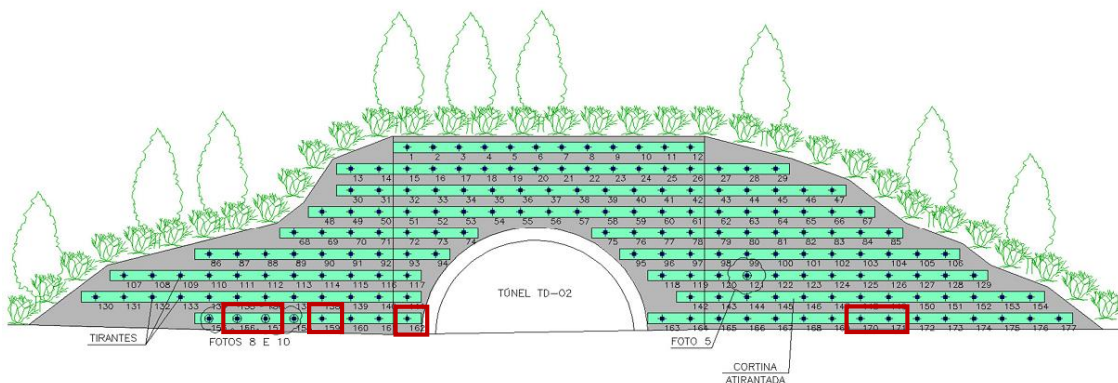 1 2 3 4 5 6 7 8 9 10 11 12
13 14 15 16 17 18 19 20 21 22 23 24 25 26 27 28 29
30 31 32 33 34 35 36 37 38 39 40 41 42 43 44 45 46 47
48 49 50 51 52 53 54 55 56 57 58 59 60 61 62 63 64 65 66 67
68 69 70 71 72 73 74 75 76 77 78 79 80 81 82 83 84 85
86 87 88 89 90 91 92 93 94 95 96 97 98 99 100 101 102 103 104 105 106
107 108 109 110 111 112 113 114 115 116 117 118 119 120 121 122 123 124 125 126 127 128 129
TÚNEL TD-02
130 131 132 133 139 140 141 142 143 144 145 146 152 153 154
156 157 159 160 162 163 164 165 166 167 168 170 171 172 173 174 175 176 177
TIRANTES
FOTOS 8 E 10
FOTO 5
CORTINA
ATIRANTADA